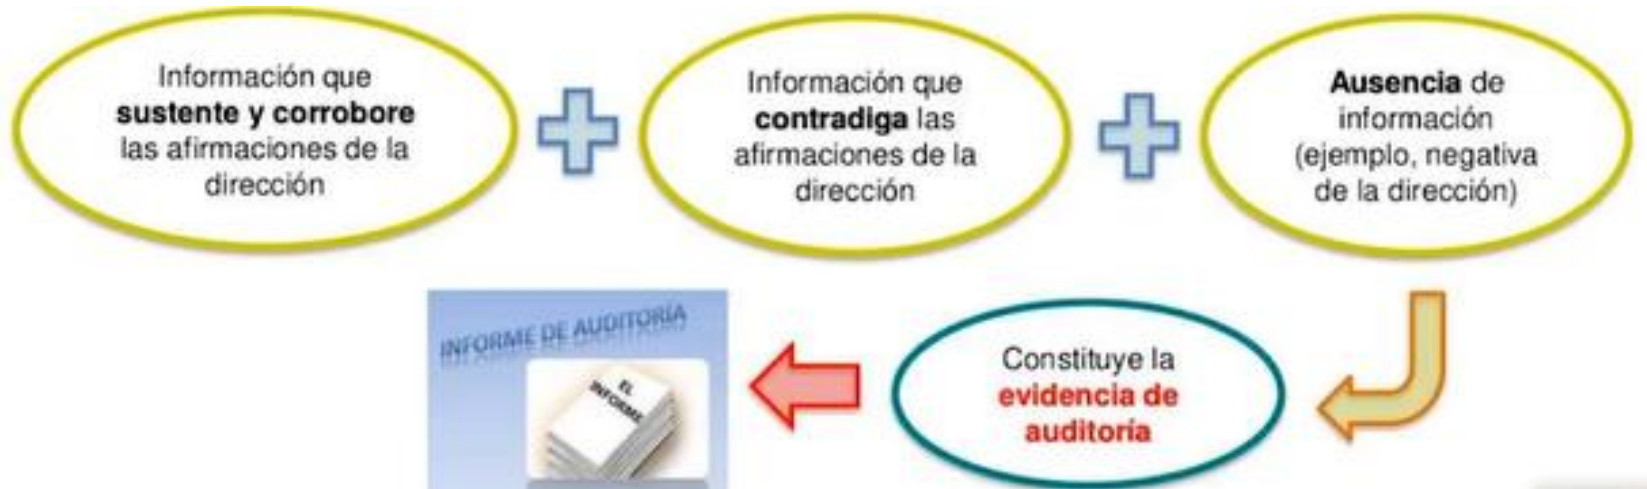 Información que
sustente y corrobore
las afirmaciones de la
dirección
Información que
contradiga las
afirmaciones de la
dirección
Ausencia de
información
(ejemplo, negativa
de la dirección)
INFORME DE AUDITORÍA
EL
INFORME
Constituye la
evidencia de
auditoría